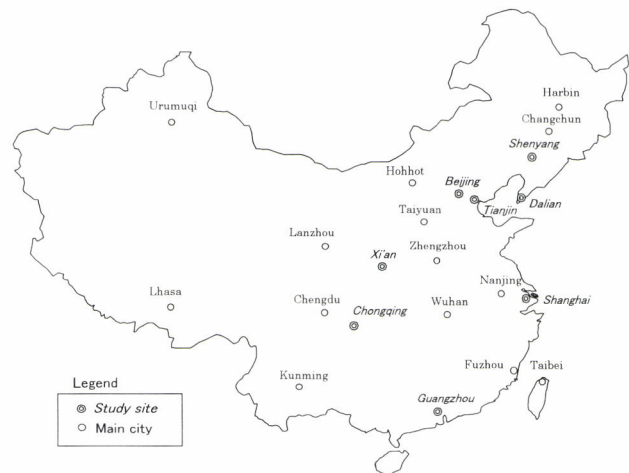 Harbin
Urumuqi
Changchun
Shenyang
Hohhot
Beijing
Tianjin
Dalian
Taiyuan
Lanzhou
Zhengzhou
Xi'an
Lhasa
Nanjing
Chengdu
Chongqing
Wuhan
Shanghai
Fuzhou
Taibei
Kunming
Guangzhou
Legend
Study site
Main city